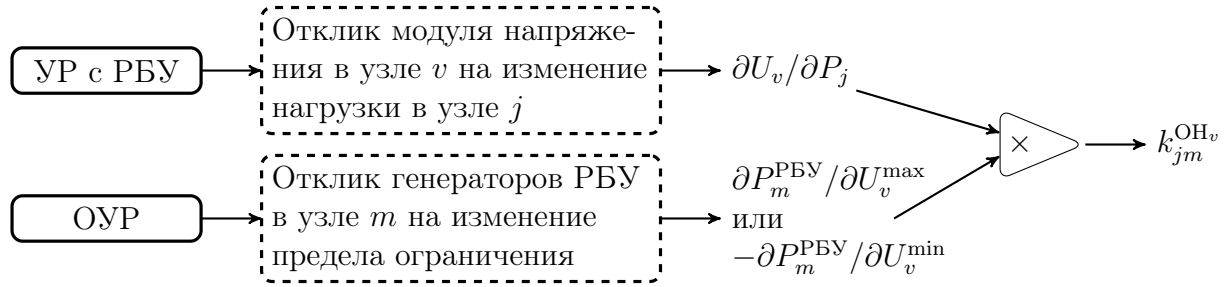 УР с РБУ
Отклик модуля напряже-
ния в узле v на изменение
нагрузки в узле j
∂U_v/∂P_j
ОУР
Отклик генераторов РБУ
в узле m на изменение
предела ограничения
∂P_m^РБУ/∂U_v^max
или
−∂P_m^РБУ/∂U_v^min
×
k_jm^ОН_v